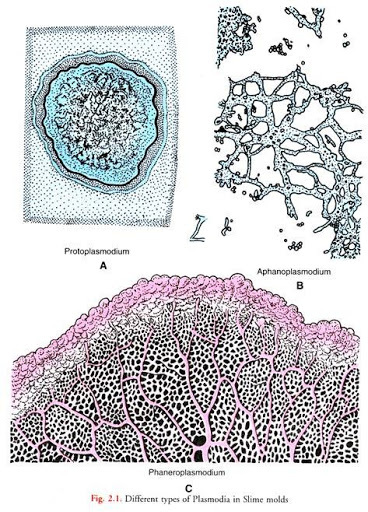 Protoplasmodium
A
Aphanoplasmodium
B
Phaneroplasmodium
C
Fig. 2.1. Different types of Plasmodia in Slime molds